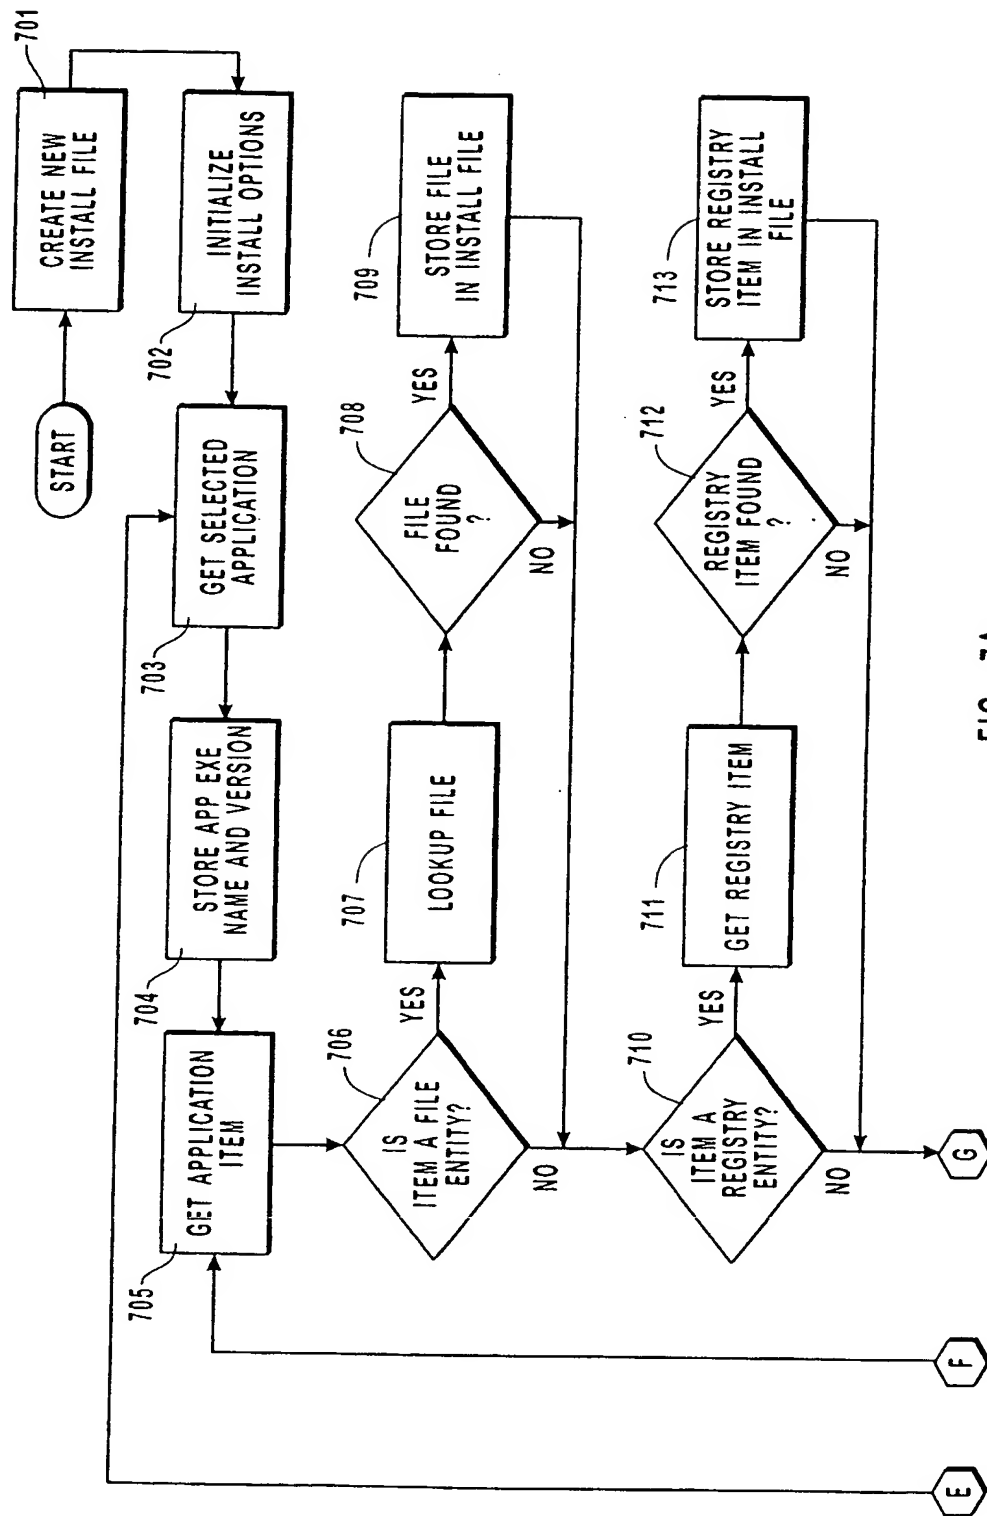 START
701
CREATE NEW
INSTALL FILE
702
INITIALIZE
INSTALL OPTIONS
703
GET SELECTED
APPLICATION
704
STORE APP EXE
NAME AND VERSION
705
GET APPLICATION
ITEM
706
IS
ITEM A FILE
ENTITY?
YES
NO
707
LOOKUP FILE
708
FILE
FOUND
?
YES
NO
709
STORE FILE
IN INSTALL FILE
710
IS
ITEM A
REGISTRY
ENTITY?
YES
NO
711
GET REGISTRY ITEM
712
REGISTRY
ITEM FOUND
?
YES
NO
713
STORE REGISTRY
ITEM IN INSTALL
FILE
E
F
G